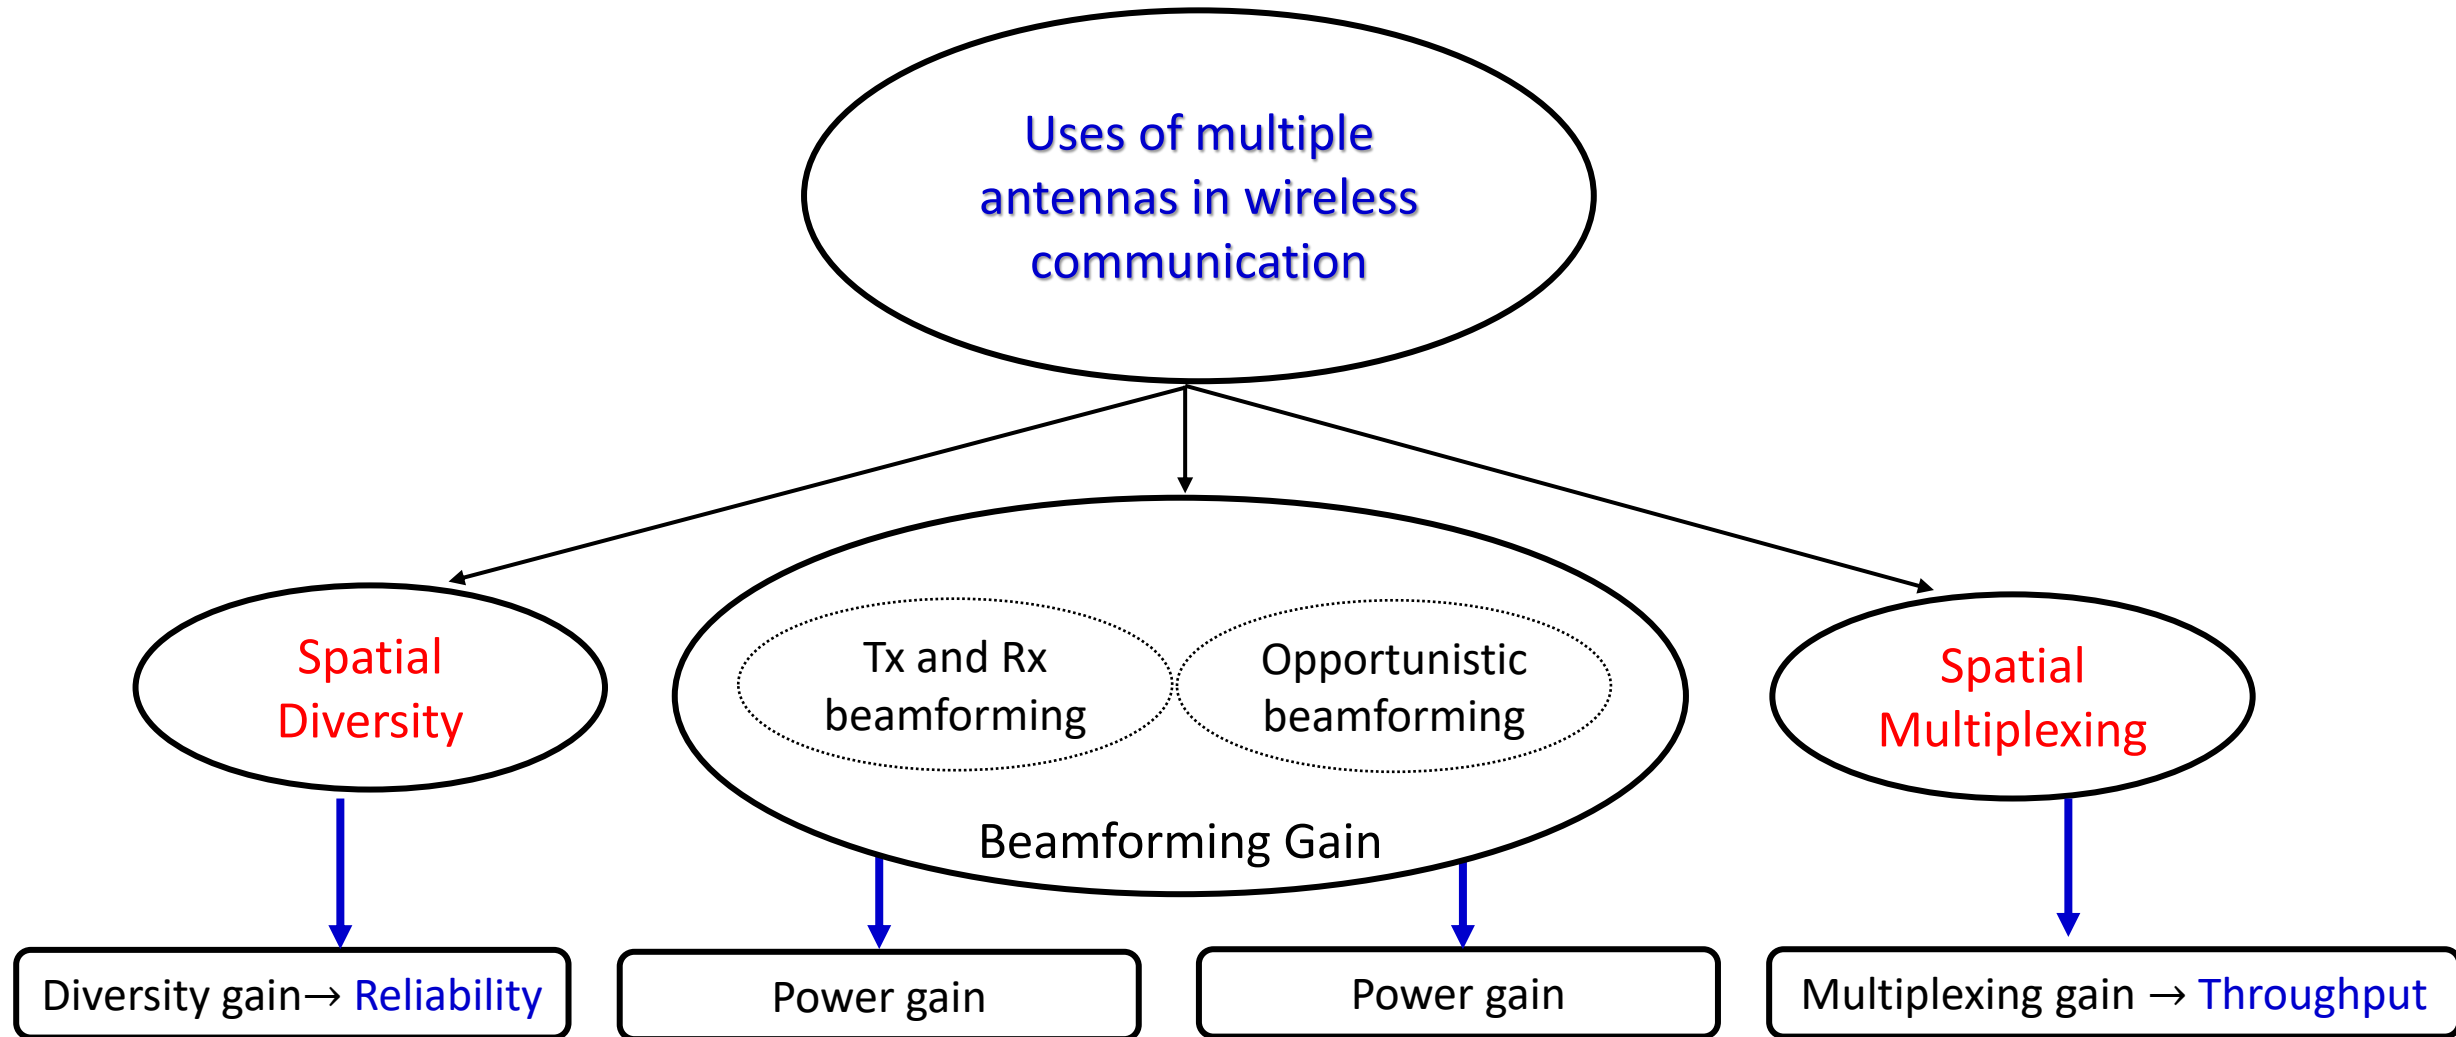 Uses of multiple
antennas in wireless
communication
Spatial
Diversity
Tx and Rx
beamforming
Opportunistic
beamforming
Beamforming Gain
Spatial
Multiplexing
Diversity gain→ Reliability
Power gain
Power gain
Multiplexing gain → Throughput